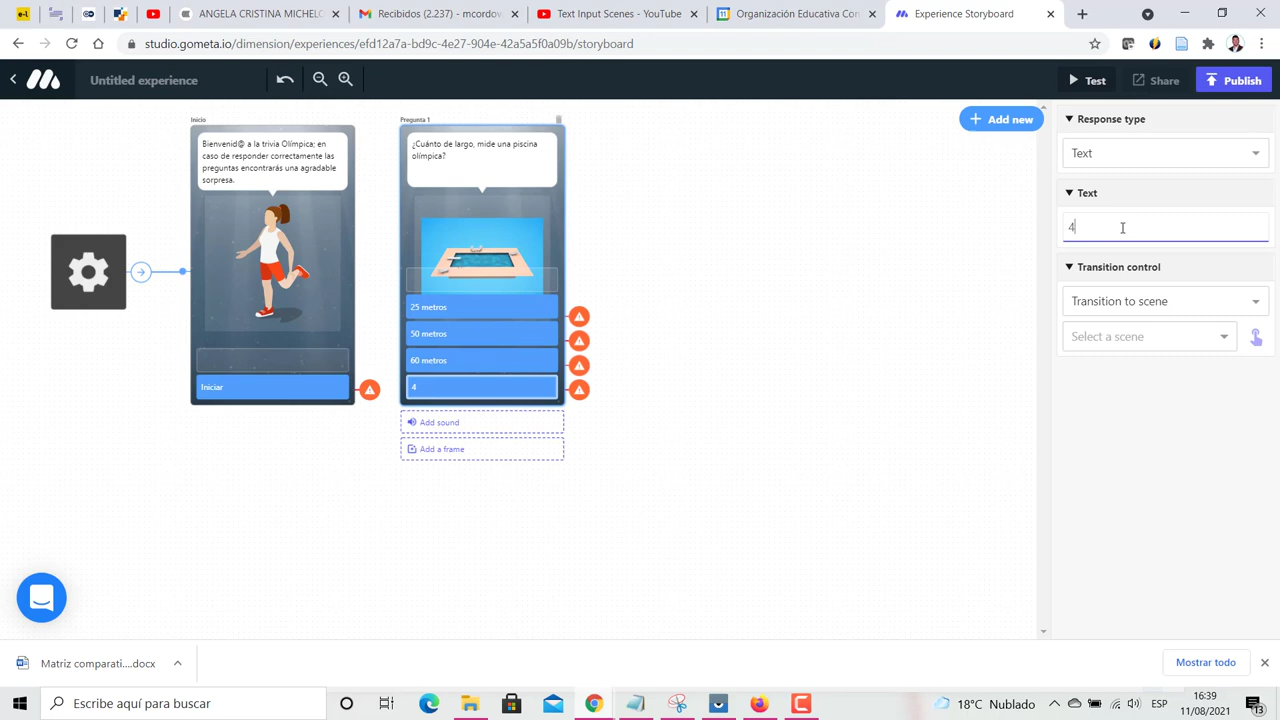 ANGELA CRISTINA MICHELC
Recibidos (2.237) - mcordov
Text Input Scenes - YouTube
Organización Educativa Con
Experience Storyboard
studio.gometa.io/dimension/experiences/efd12a7a-bd9c-4e27-904e-42a5a5f0a09b/storyboard
Untitled experience
Test
Share
Publish
Inicio
Bienvenid@ a la trivia Olímpica; en
caso de responder correctamente las
preguntas encontrarás una agradable
sorpresa.
Iniciar
Pregunta 1
¿Cuánto de largo, mide una piscina
olímpica?
25 metros
50 metros
60 metros
4
Add sound
Add a frame
Add new
Response type
Text
Text
4
Transition control
Transition to scene
Select a scene
Matriz comparati....docx
Mostrar todo
Escribe aquí para buscar
18°C Nublado
ESP
16:39
11/08/2021
13